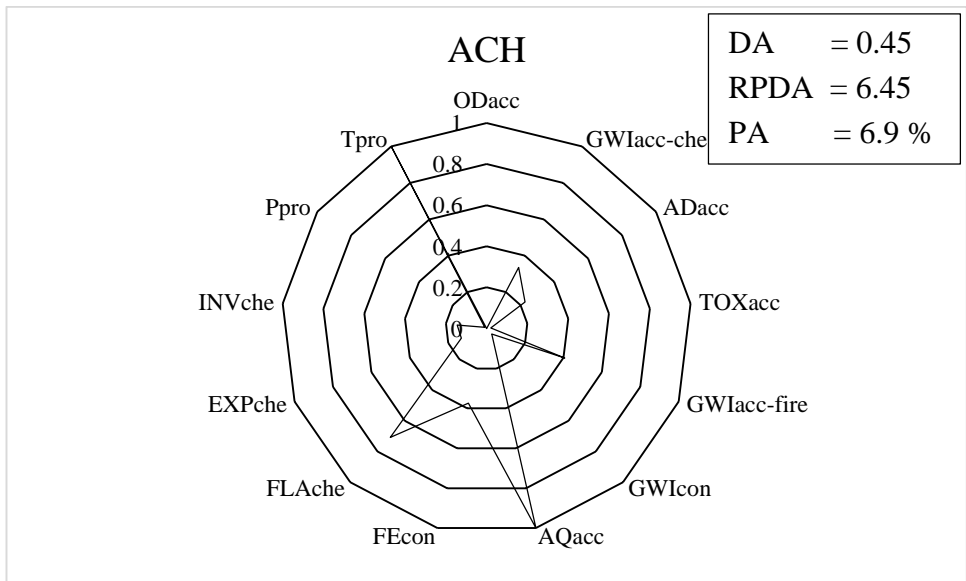 ACH
DA = 0.45
RPDA = 6.45
PA = 6.9 %
ODacc
GWIacc-che
ADacc
TOXacc
GWIacc-fire
GWIcon
AQacc
FEcon
FLAche
EXPche
INVche
Ppro
Tpro
1
0.8
0.6
0.4
0.2
0